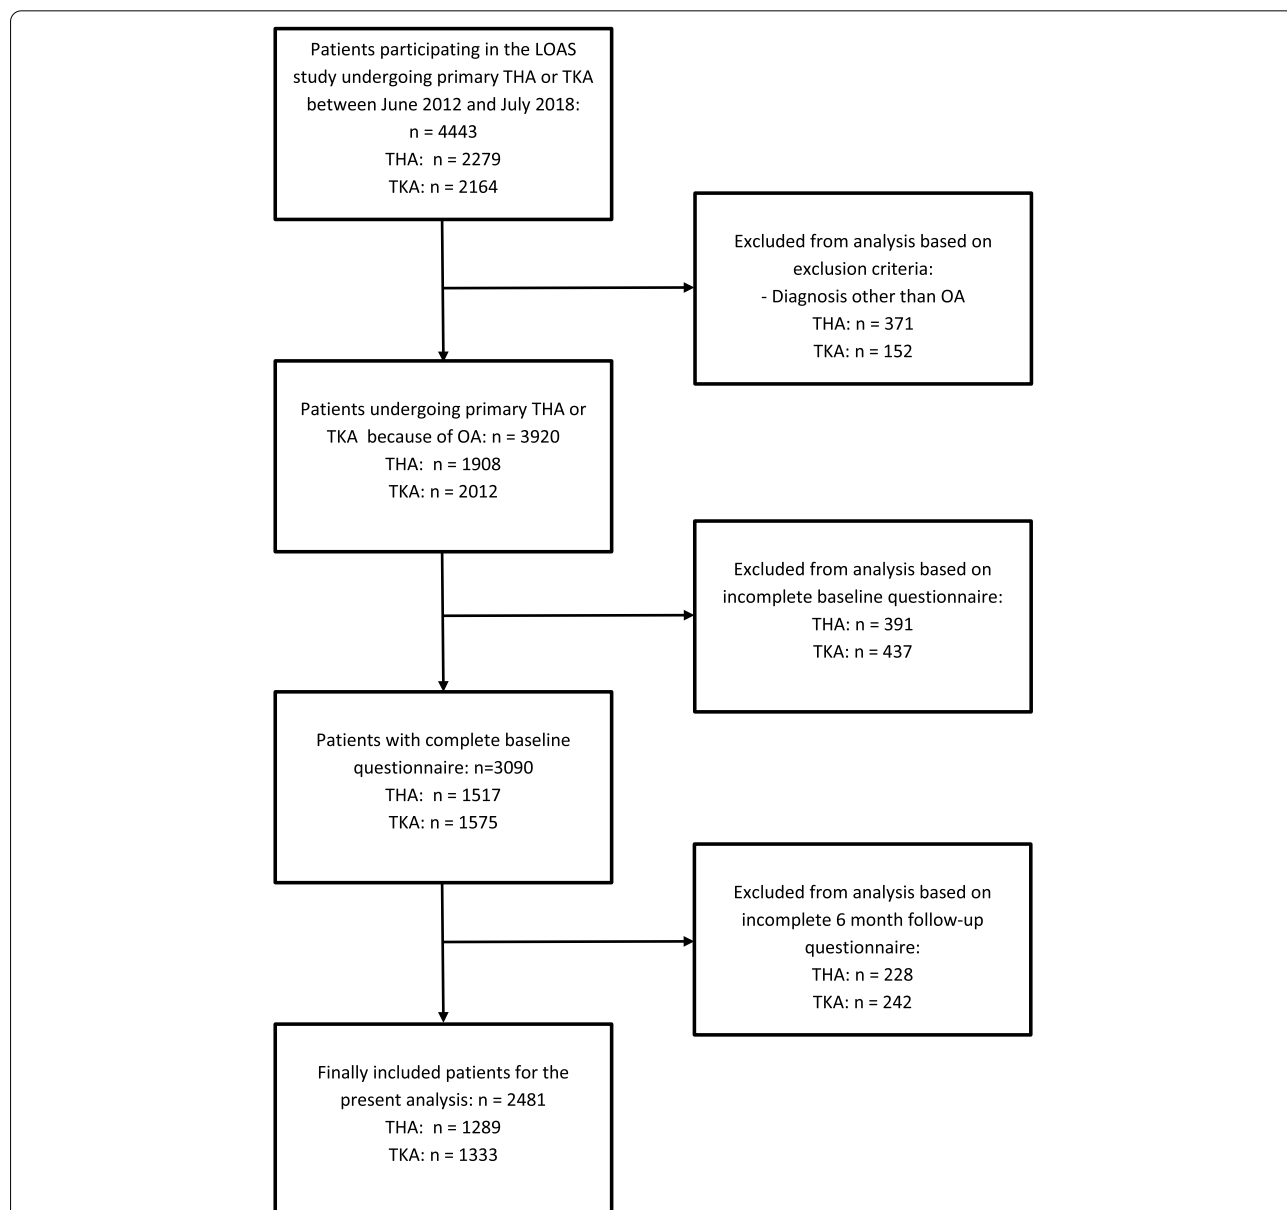 Patients participating in the LOAS
study undergoing primary THA or TKA
between June 2012 and July 2018:
n = 4443
THA: n = 2279
TKA: n = 2164
Excluded from analysis based on
exclusion criteria:
- Diagnosis other than OA
THA: n = 371
TKA: n = 152
Patients undergoing primary THA or
TKA because of OA: n = 3920
THA: n = 1908
TKA: n = 2012
Excluded from analysis based on
incomplete baseline questionnaire:
THA: n = 391
TKA: n = 437
Patients with complete baseline
questionnaire: n=3090
THA: n = 1517
TKA: n = 1575
Excluded from analysis based on
incomplete 6 month follow-up
questionnaire:
THA: n = 228
TKA: n = 242
Finally included patients for the
present analysis: n = 2481
THA: n = 1289
TKA: n = 1333